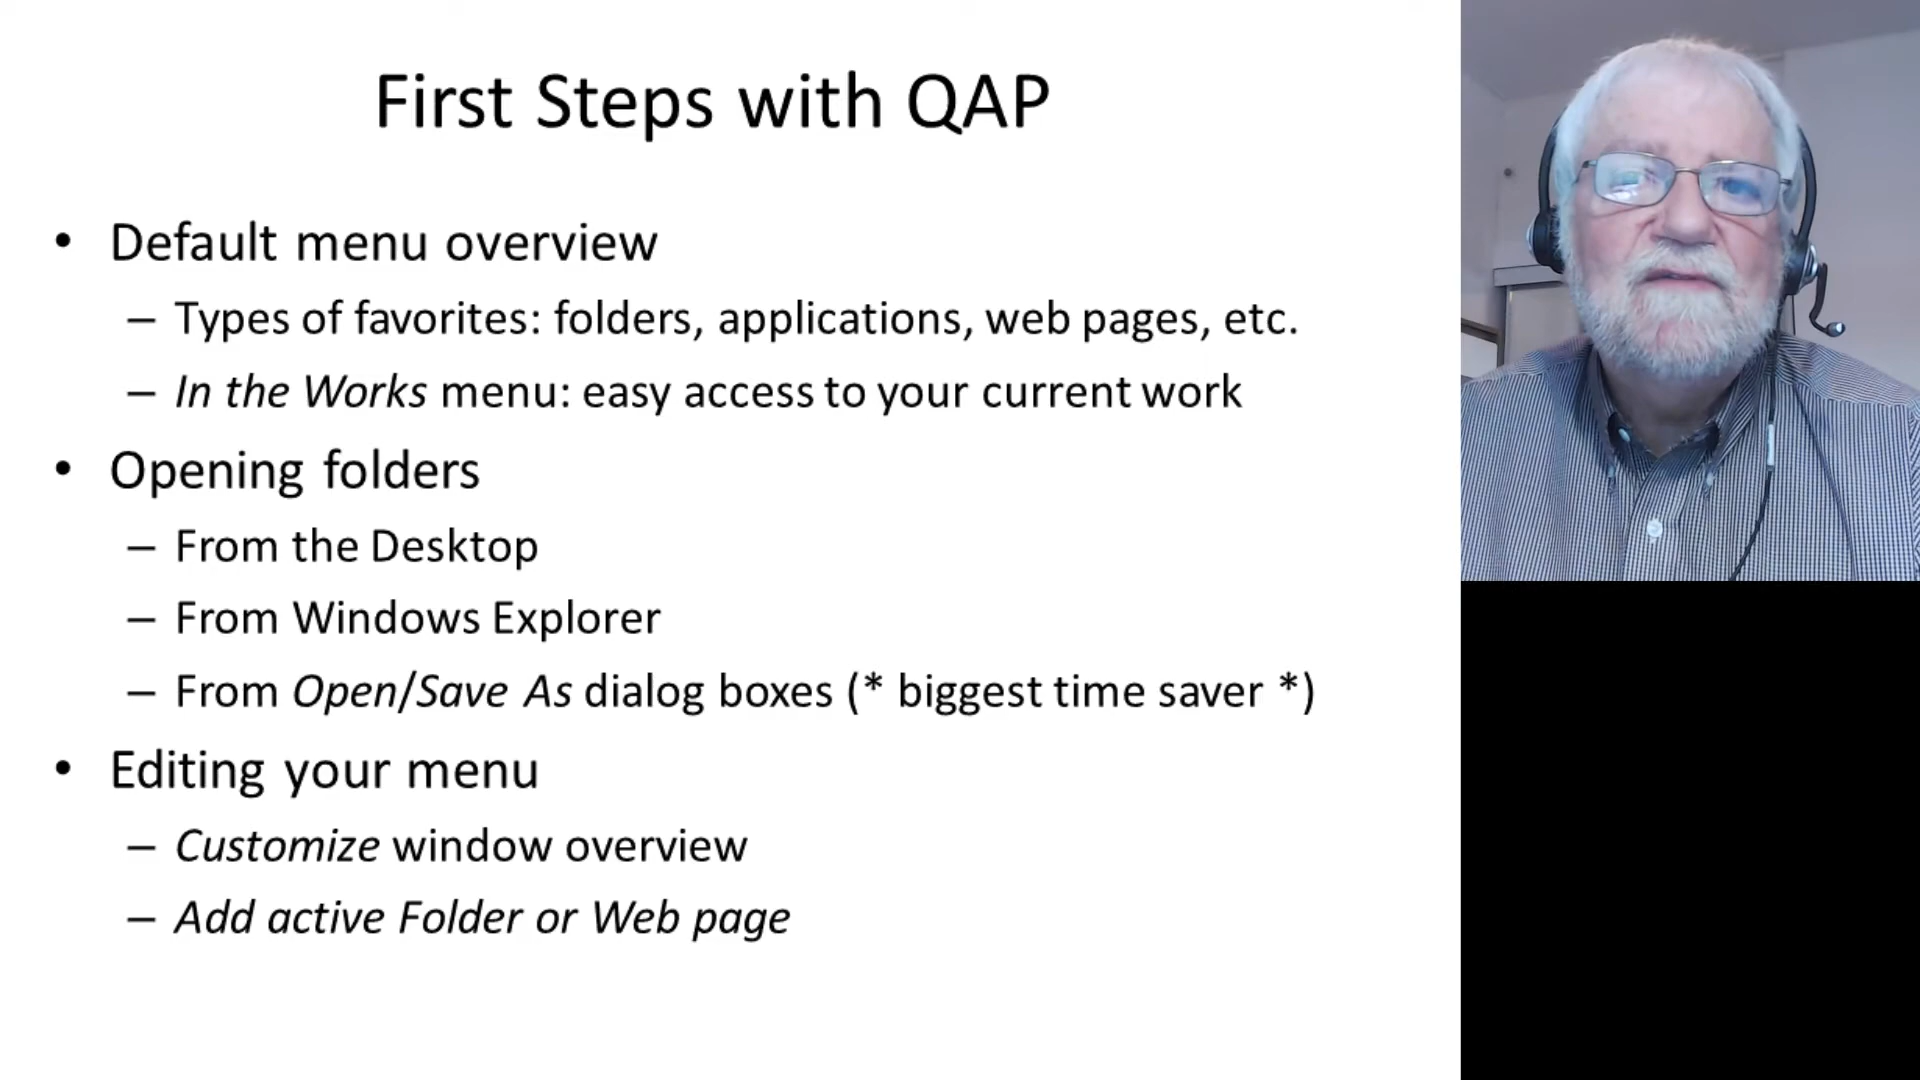 First Steps with QAP
• Default menu overview
– Types of favorites: folders, applications, web pages, etc.
– In the Works menu: easy access to your current work
• Opening folders
– From the Desktop
– From Windows Explorer
– From Open/Save As dialog boxes (* biggest time saver *)
• Editing your menu
– Customize window overview
– Add active Folder or Web page